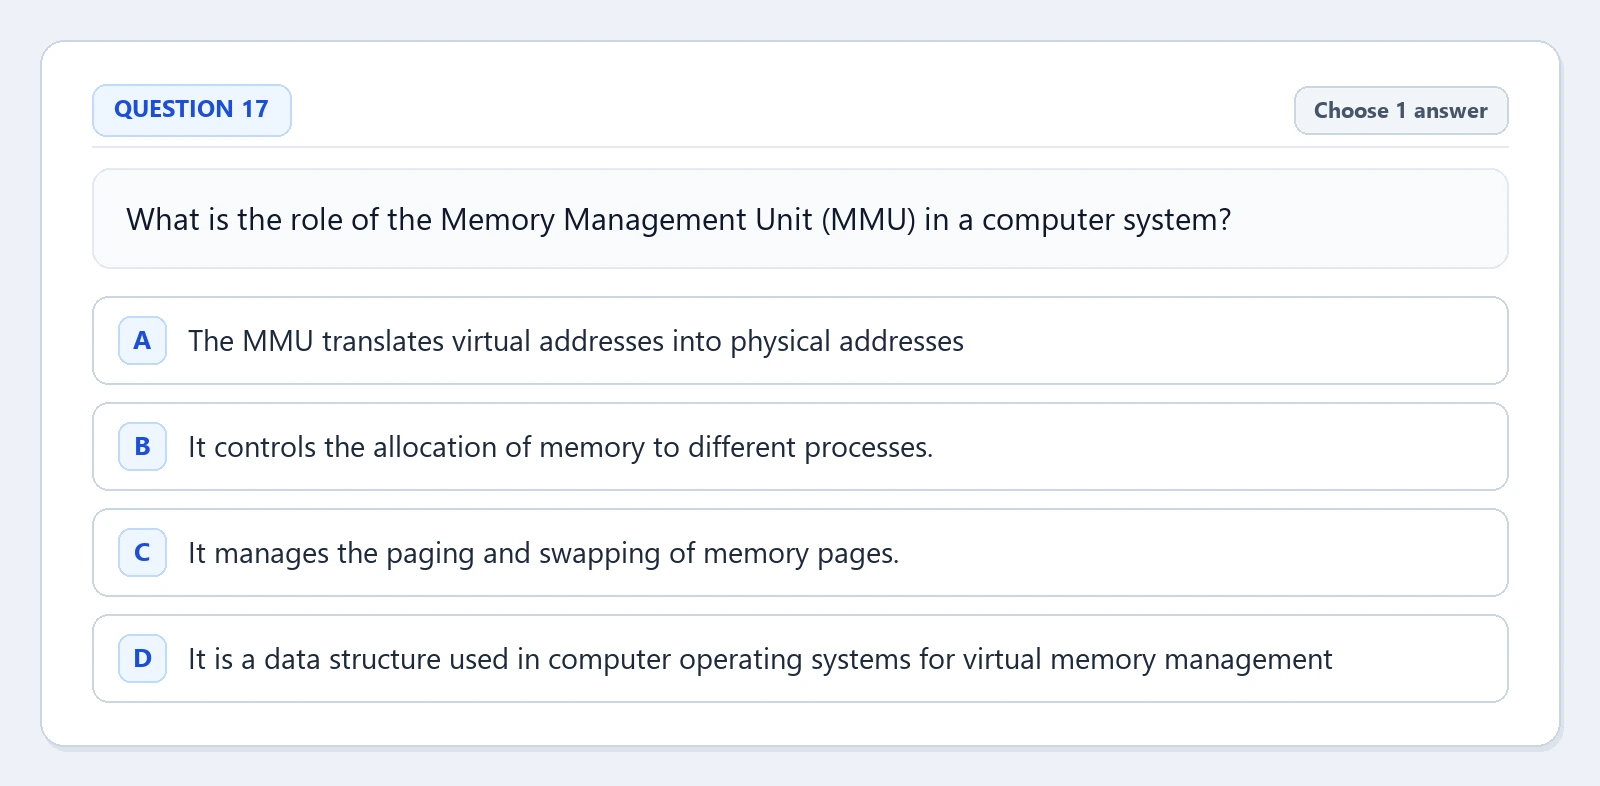 QUESTION 17
Choose 1 answer
What is the role of the Memory Management Unit (MMU) in a computer system?
A The MMU translates virtual addresses into physical addresses
B It controls the allocation of memory to different processes.
C It manages the paging and swapping of memory pages.
D It is a data structure used in computer operating systems for virtual memory management